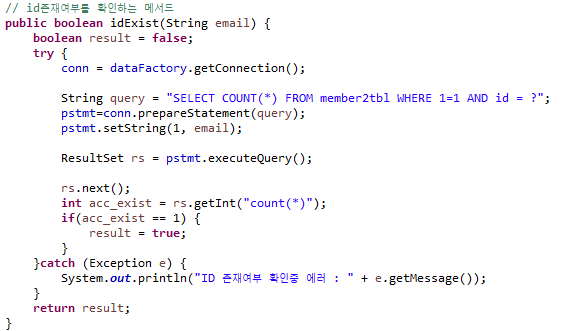 // id존재여부를 확인하는 메서드
public boolean idExist(String email) {
    boolean result = false;
    try {
        conn = dataFactory.getConnection();

        String query = "SELECT COUNT(*) FROM member2tbl WHERE 1=1 AND id = ?";
        pstmt=conn.prepareStatement(query);
        pstmt.setString(1, email);

        ResultSet rs = pstmt.executeQuery();

        rs.next();
        int acc_exist = rs.getInt("count(*)");
        if(acc_exist == 1) {
            result = true;
        }
    }catch (Exception e) {
        System.out.println("ID 존재여부 확인중 에러 : " + e.getMessage());
    }
    return result;
}